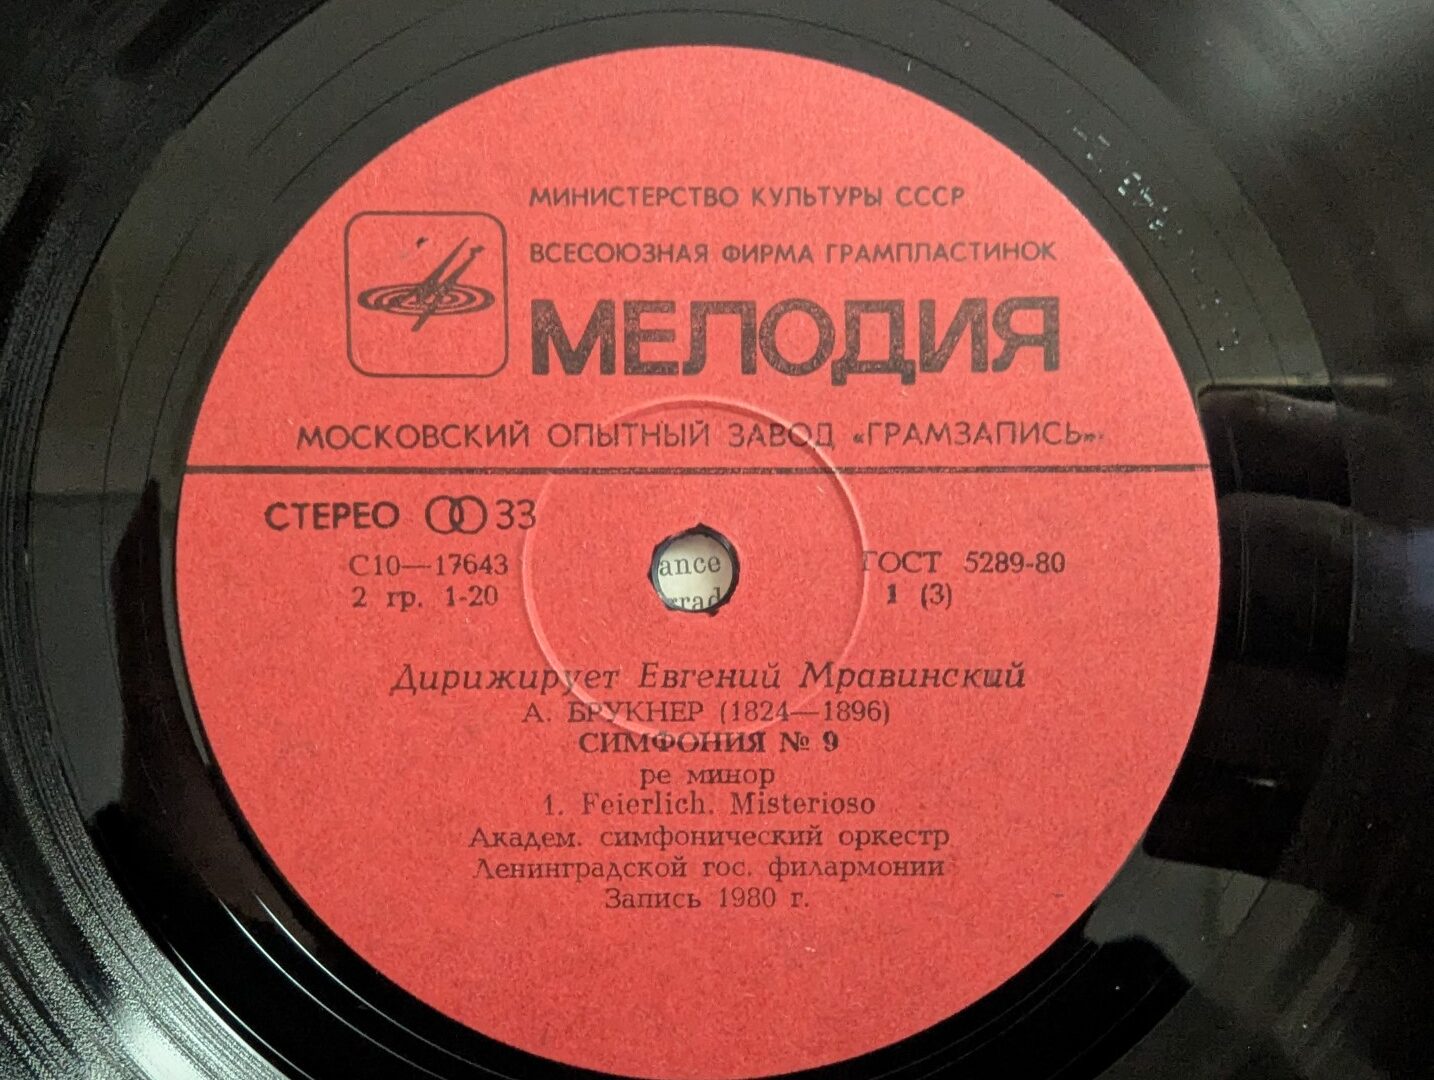 МИНИСТЕРСТВО КУЛЬТУРЫ СССР
ВСЕСОЮЗНАЯ ФИРМА ГРАМПЛАСТИНОК
МЕЛОДИЯ
МОСКОВСКИЙ ОПЫТНЫЙ ЗАВОД «ГРАМЗАПИСЬ»
СТЕРЕО 33
С10—17643 ГОСТ 5289-80
2 гр. 1-20 1 (3)
ance
grad
Дирижирует Евгений Мравинский
А. БРУКНЕР (1824—1896)
СИМФОНИЯ № 9
ре минор
1. Feierlich. Misterioso
Академ. симфонический оркестр
Ленинградской гос. филармонии
Запись 1980 г.